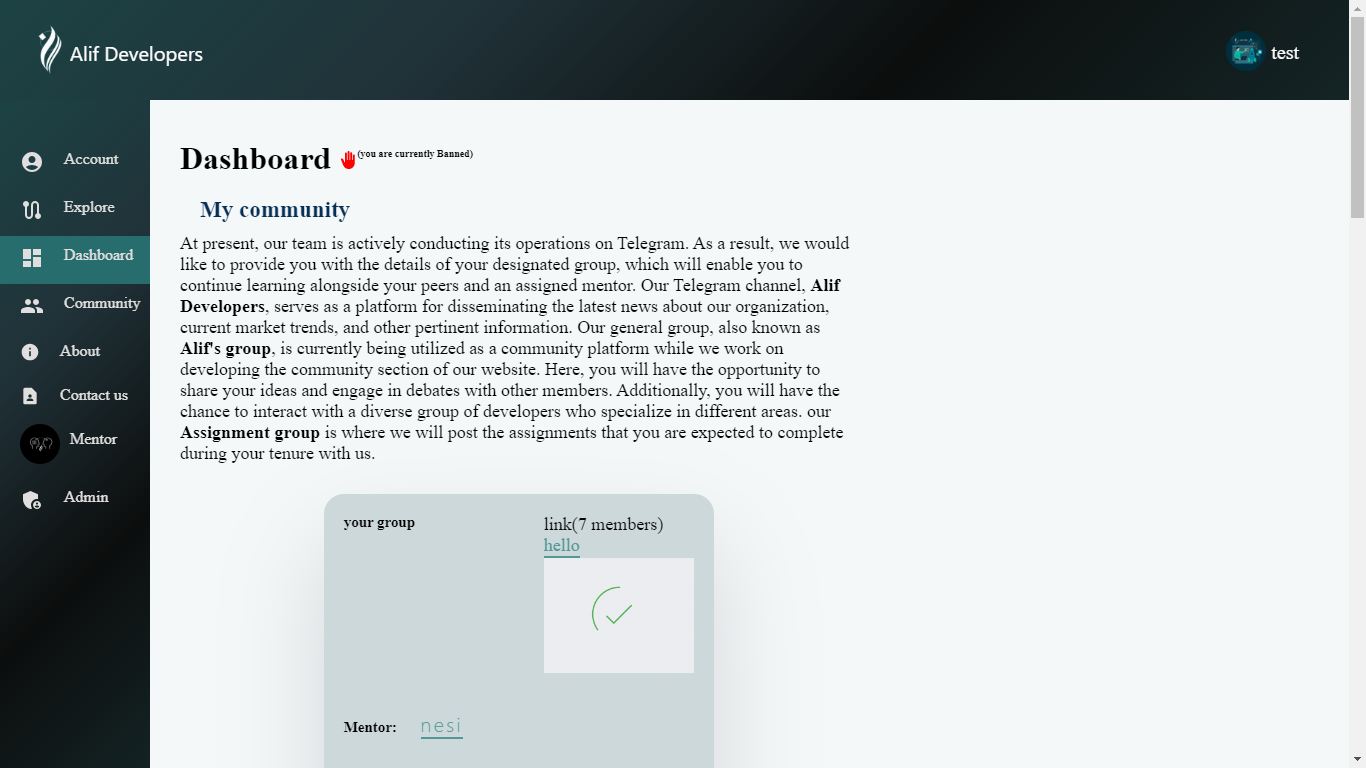 Alif Developers
test
Account
Explore
Dashboard
Community
About
Contact us
Mentor
Admin
Dashboard (you are currently Banned)
My community
At present, our team is actively conducting its operations on Telegram. As a result, we would
like to provide you with the details of your designated group, which will enable you to
continue learning alongside your peers and an assigned mentor. Our Telegram channel, Alif
Developers, serves as a platform for disseminating the latest news about our organization,
current market trends, and other pertinent information. Our general group, also known as
Alif's group, is currently being utilized as a community platform while we work on
developing the community section of our website. Here, you will have the opportunity to
share your ideas and engage in debates with other members. Additionally, you will have the
chance to interact with a diverse group of developers who specialize in different areas. our
Assignment group is where we will post the assignments that you are expected to complete
during your tenure with us.
your group
link(7 members)
hello
Mentor: nesi